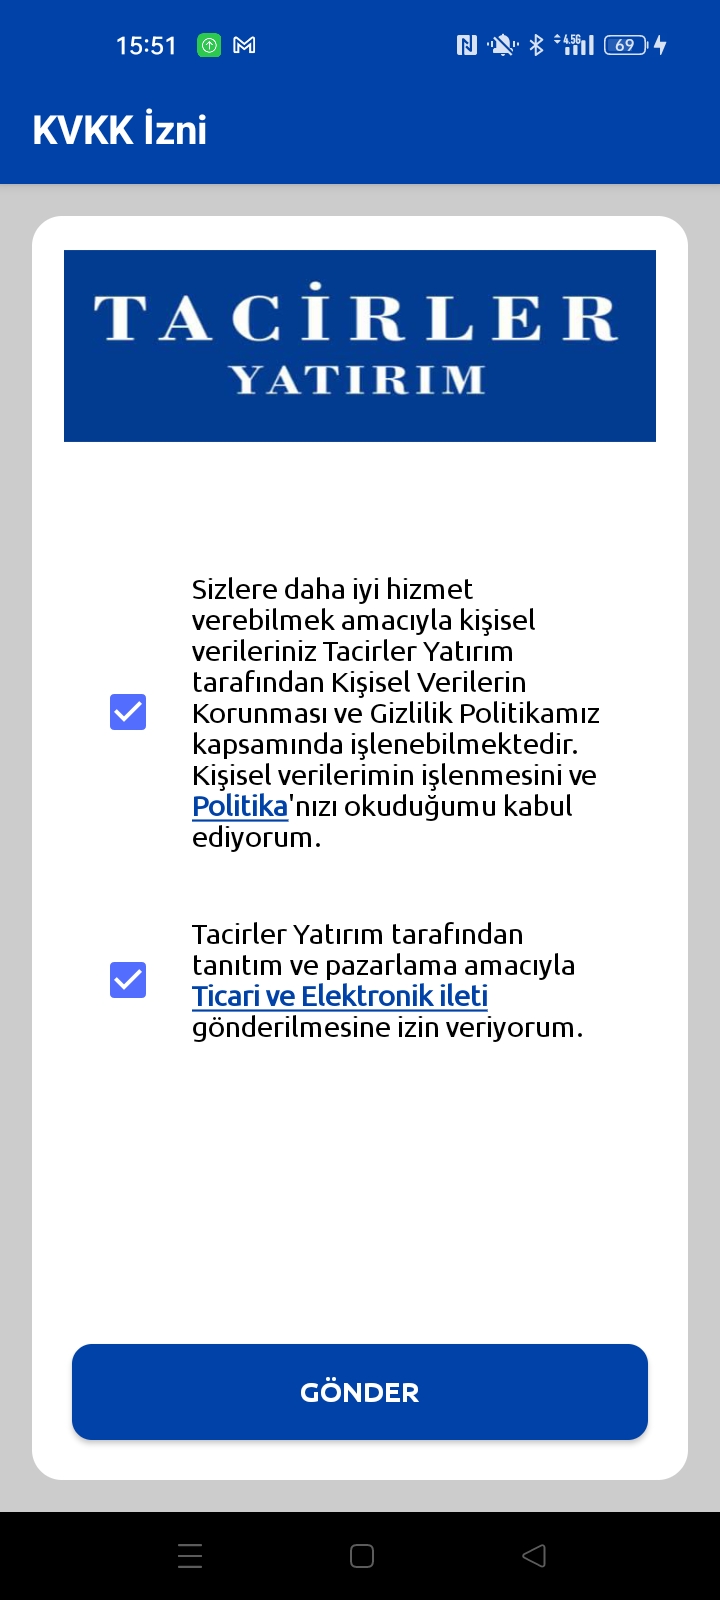 15:51
4.5G
69
KVKK İzni
TACİRLER
YATIRIM
Sizlere daha iyi hizmet
verebilmek amacıyla kişisel
verileriniz Tacirler Yatırım
tarafından Kişisel Verilerin
Korunması ve Gizlilik Politikamız
kapsamında işlenebilmektedir.
Kişisel verilerimin işlenmesini ve
Politika'nızı okuduğumu kabul
ediyorum.
Tacirler Yatırım tarafından
tanıtım ve pazarlama amacıyla
Ticari ve Elektronik ileti
gönderilmesine izin veriyorum.
GÖNDER